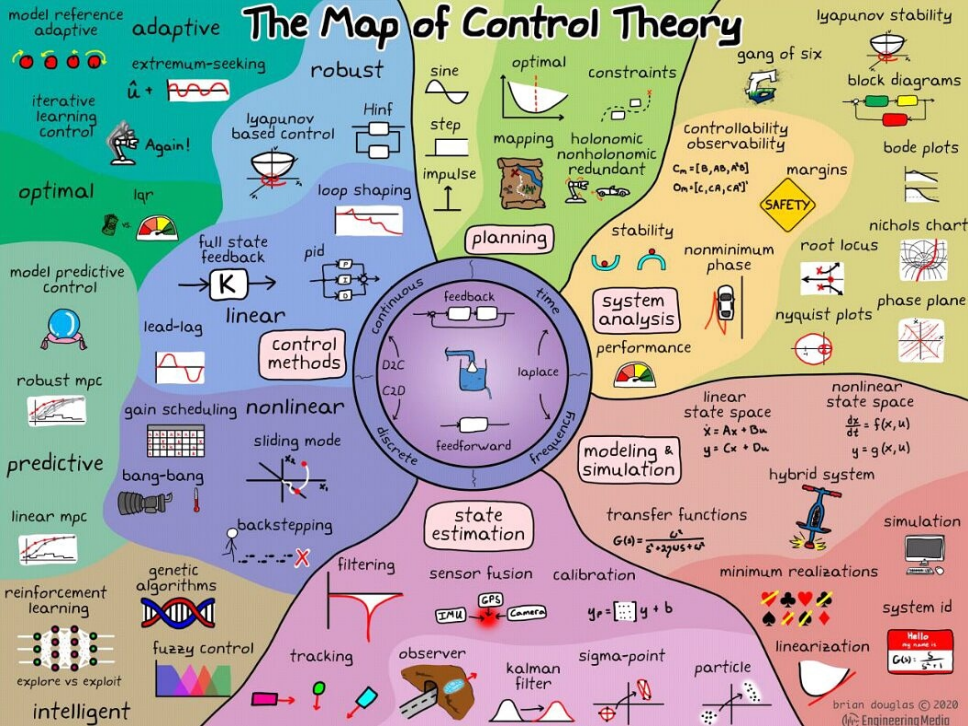 The Map of Control Theory
model reference
adaptive
adaptive
extremum-seeking
û +
iterative
learning
control
Again!
robust
lyapunov
based control
Hinf
loop shaping
optimal
lqr
vs.
full state
feedback
K
pid
P
I
D
linear
lead-lag
control
methods
model predictive
control
robust mpc
predictive
linear mpc
gain scheduling
nonlinear
sliding mode
x₂
x₁
bang-bang
backstepping
X
reinforcement
learning
explore vs exploit
genetic
algorithms
fuzzy control
intelligent
sine
step
impulse
optimal
constraints
mapping
holonomic
nonholonomic
redundant
planning
lyapunov stability
gang of six
block diagrams
controllability
observability
margins
SAFETY
bode plots
stability
nonminimum
phase
root locus
nichols chart
nyquist plots
phase plane
system
analysis
performance
continuous
time
discrete
frequency
feedback
D2C
C2D
laplace
feedforward
modeling &
simulation
linear
state space
ẋ = Ax + Bu
y = Cx + Du
nonlinear
state space
dx/dt = f(x,u)
y = g(x,u)
hybrid system
transfer functions
simulation
minimum realizations
system id
Hello
my name is
linearization
state
estimation
filtering
sensor fusion
IMU
GPS
Camera
calibration
y + b
tracking
observer
kalman
filter
sigma-point
particle
brian douglas © 2020
Engineering Media